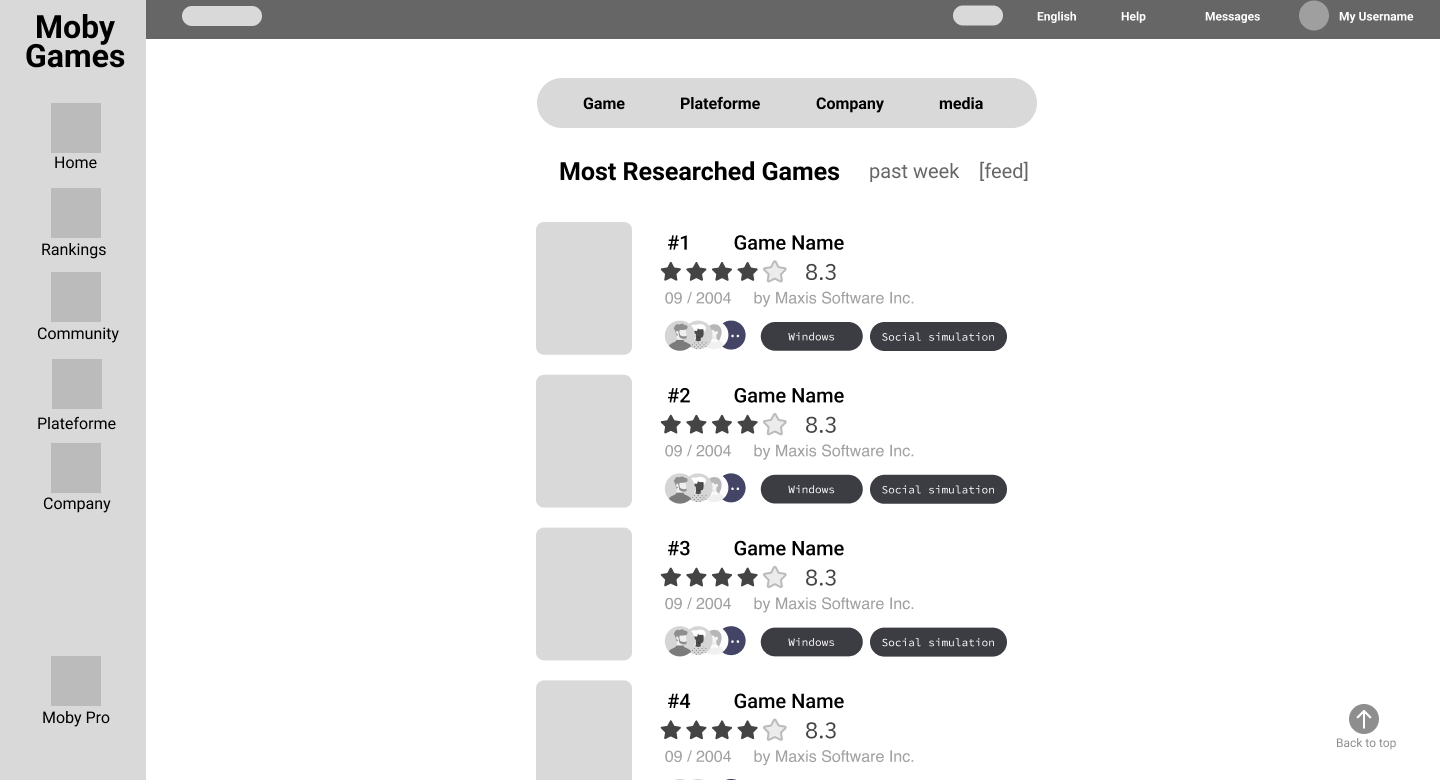 Moby
Games
English Help Messages My Username
Game Plateforme Company media
Home
Rankings
Community
Plateforme
Company
Moby Pro
Most Researched Games past week [feed]
#1 Game Name
8.3
09 / 2004 by Maxis Software Inc.
Windows Social simulation
#2 Game Name
8.3
09 / 2004 by Maxis Software Inc.
Windows Social simulation
#3 Game Name
8.3
09 / 2004 by Maxis Software Inc.
Windows Social simulation
#4 Game Name
8.3
09 / 2004 by Maxis Software Inc.
Back to top